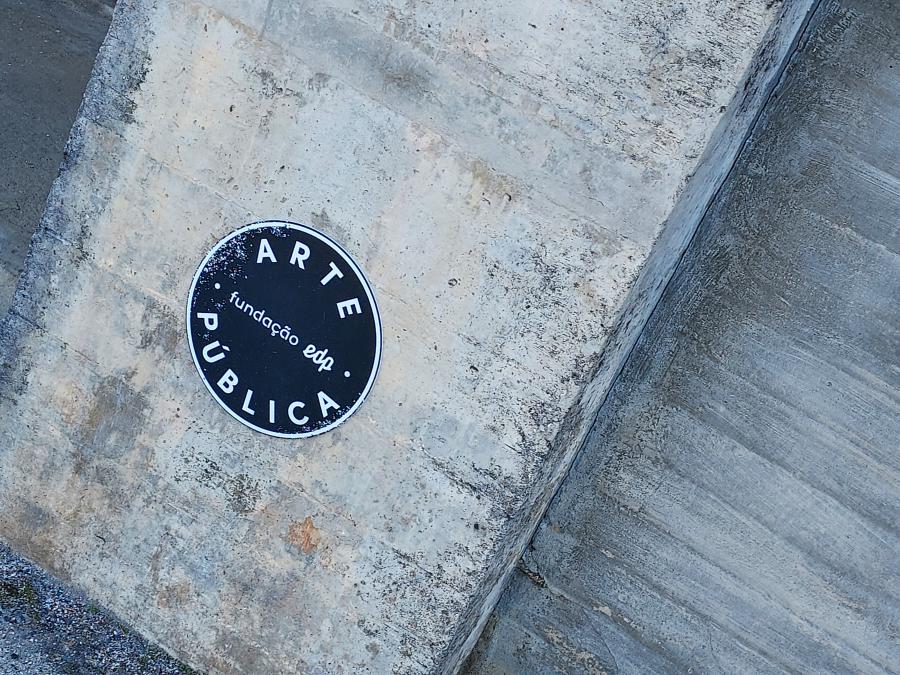 ARTE
fundação edp
PÚBLICA